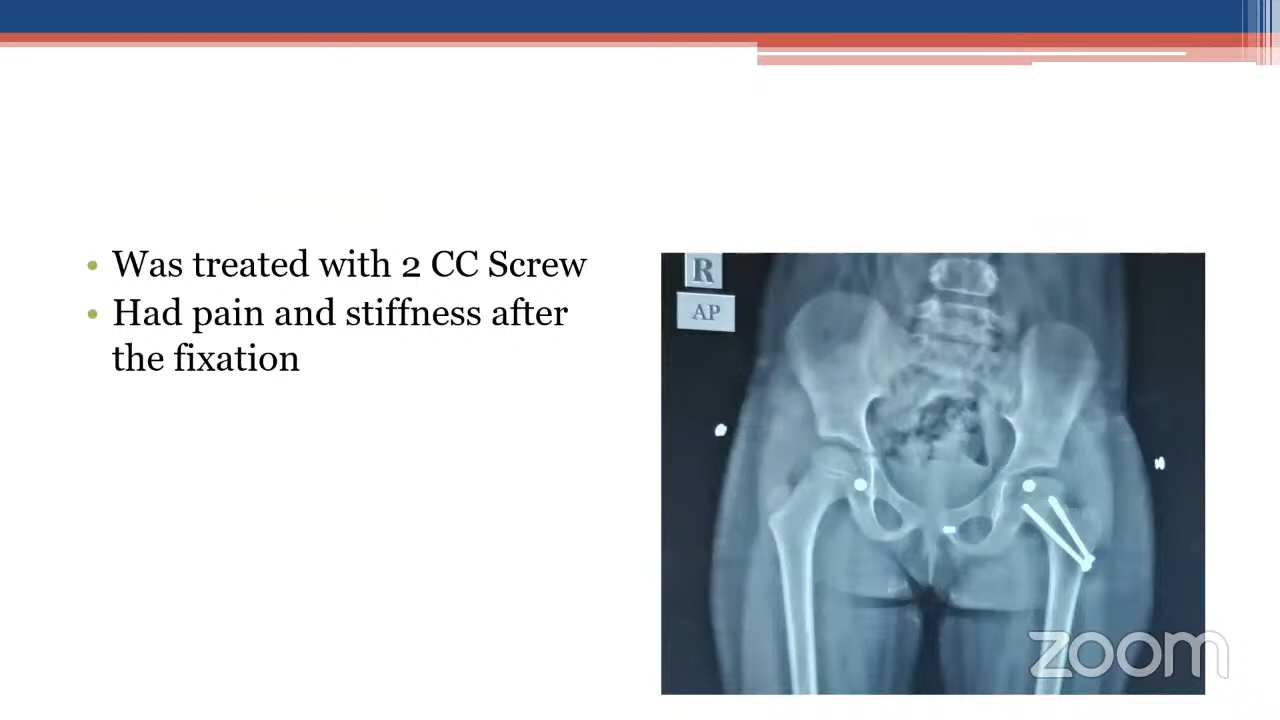 • Was treated with 2 CC Screw
• Had pain and stiffness after
the fixation
R
AP
zoom